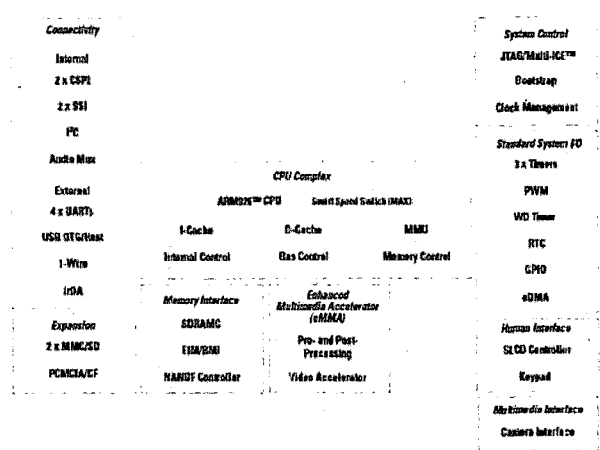 Connectivity
Internal
2 x CSPI
2 x SSI
I²C
Audio Mux
External
4 x UARTs
USB OTG/Host
1-Wire
IrDA
Expansion
2 x MMC/SD
PCMCIA/CF
CPU Complex
ARM926™ CPU Smart Speed Switch (MAX)
I-Cache D-Cache MMU
Internal Control Bus Control Memory Control
Memory Interface
SDRAMC
EIM/BMI
NANDF Controller
Enhanced
Multimedia Accelerator
(eMMA)
Pre- and Post-
Processing
Video Accelerator
System Control
JTAG/Multi-ICE™
Bootstrap
Clock Management
Standard System I/O
3 x Timers
PWM
WD Timer
RTC
GPIO
eDMA
Human Interface
SLCD Controller
Keypad
Multimedia Interface
Camera Interface